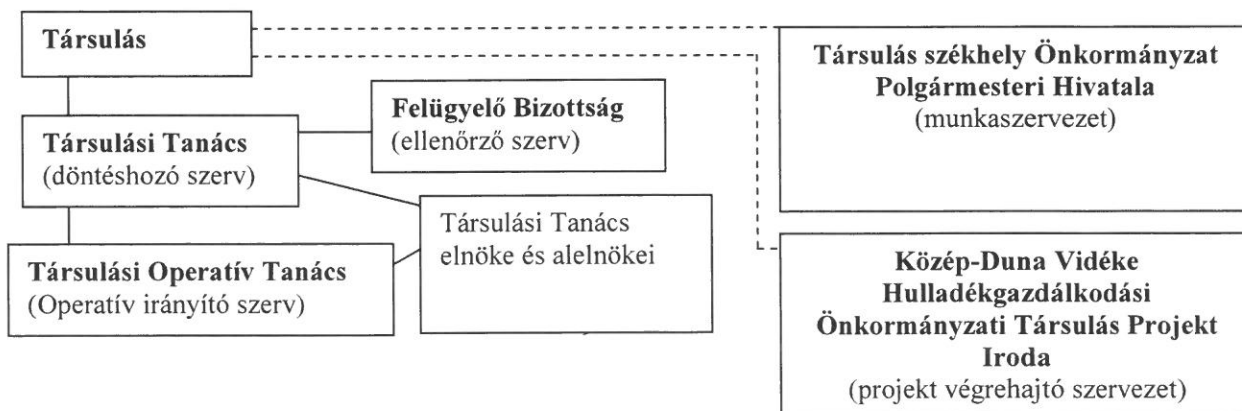 Társulás
Társulási Tanács
(döntéshozó szerv)
Felügyelő Bizottság
(ellenőrző szerv)
Társulási Tanács
elnöke és alelnökei
Társulási Operatív Tanács
(Operatív irányító szerv)
Társulás székhely Önkormányzat
Polgármesteri Hivatala
(munkaszervezet)
Közép-Duna Vidéke
Hulladékgazdálkodási
Önkormányzati Társulás Projekt
Iroda
(projekt végrehajtó szervezet)